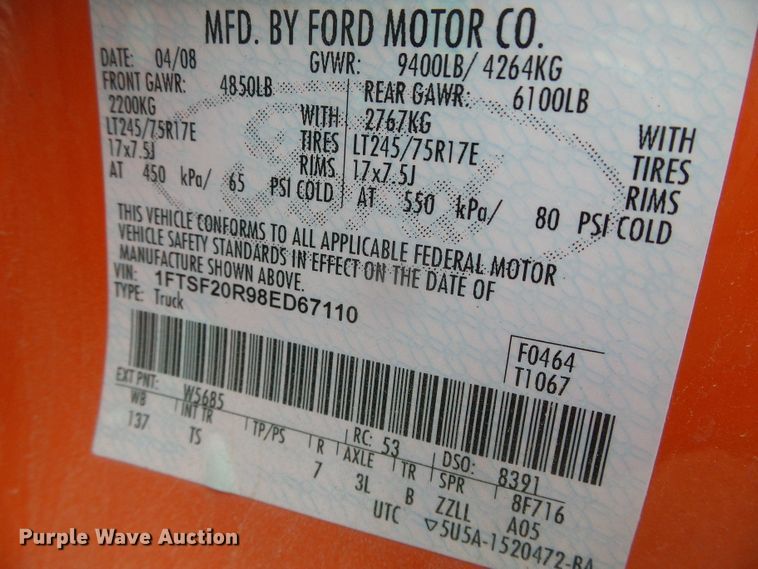 MFD. BY FORD MOTOR CO.
DATE: 04/08 GVWR: 9400LB/ 4264KG
FRONT GAWR: 4850LB REAR GAWR: 6100LB
2200KG WITH 2767KG WITH
LT245/75R17E TIRES LT245/75R17E TIRES
17x7.5J RIMS 17x7.5J RIMS
AT 450 kPa/ 65 PSI COLD AT 550 kPa/ 80 PSI COLD
THIS VEHICLE CONFORMS TO ALL APPLICABLE FEDERAL MOTOR
VEHICLE SAFETY STANDARDS IN EFFECT ON THE DATE OF
MANUFACTURE SHOWN ABOVE.
VIN: 1FTSF20R98ED67110
TYPE: Truck
F0464
T1067
EXT PNT: W5685 RC: 53 DSO: 8391
WB INT TR TP/PS R AXLE TR SPR 8F716
137 TS 7 3L B ZZLL A05
UTC ▽5U5A-1520472-BA
Purple Wave Auction